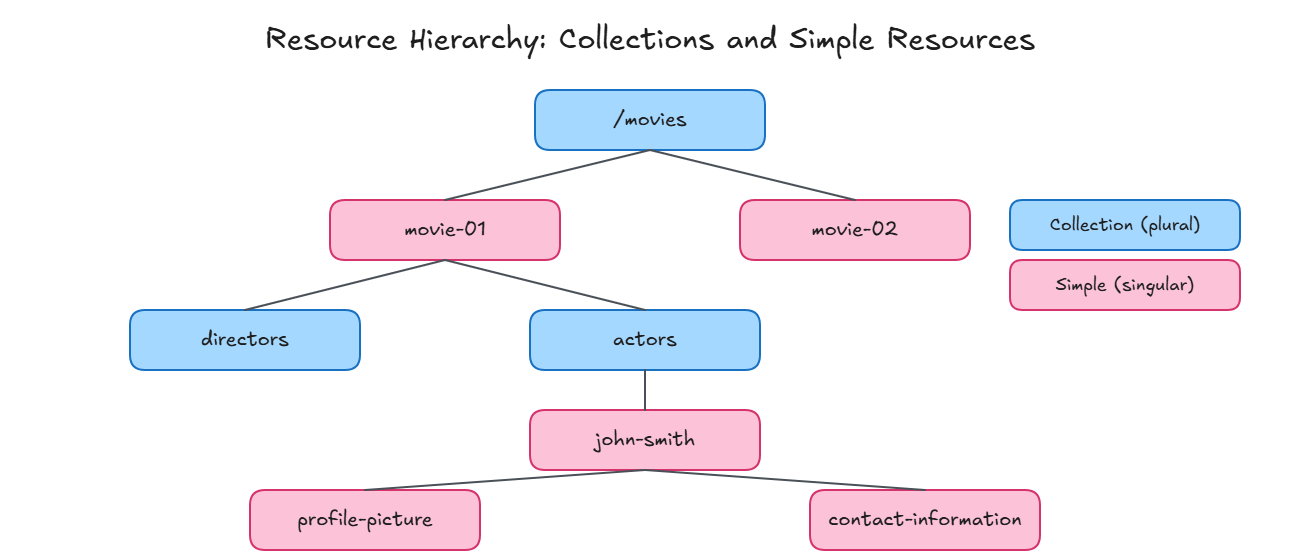 Resource Hierarchy: Collections and Simple Resources
/movies
movie-01
movie-02
Collection (plural)
Simple (singular)
directors
actors
john-smith
profile-picture
contact-information